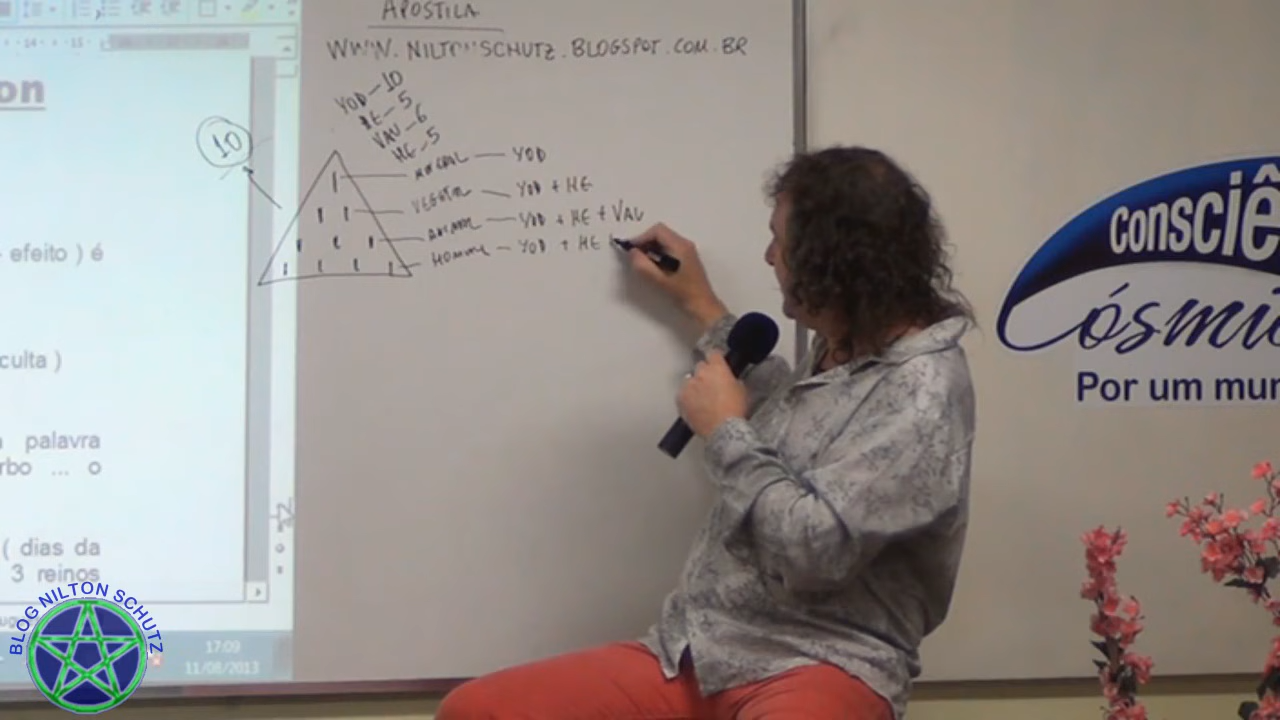 on
efeito ) é
culta )
a palavra
rbo ... o
( dias da
3 reinos
17:09
11/08/2013
BLOG NILTON SCHUTZ
APOSTILA
WWW.NILTONSCHUTZ.BLOGSPOT.COM.BR
YOD - 10
HE - 5
VAU - 6
HE - 5
10
MINERAL — YOD
VEGETAL — YOD + HE
ANIMAL — YOD + HE + VAU
HOMINAL — YOD + HE
CONSCIÊ
Cósmi
Por um mun